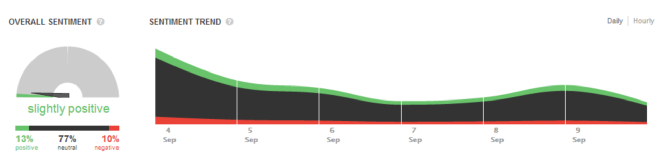 OVERALL SENTIMENT ?
SENTIMENT TREND ?
Daily | Hourly
slightly positive
13% 77% 10%
positive neutral negative
4 5 6 7 8 9
Sep Sep Sep Sep Sep Sep